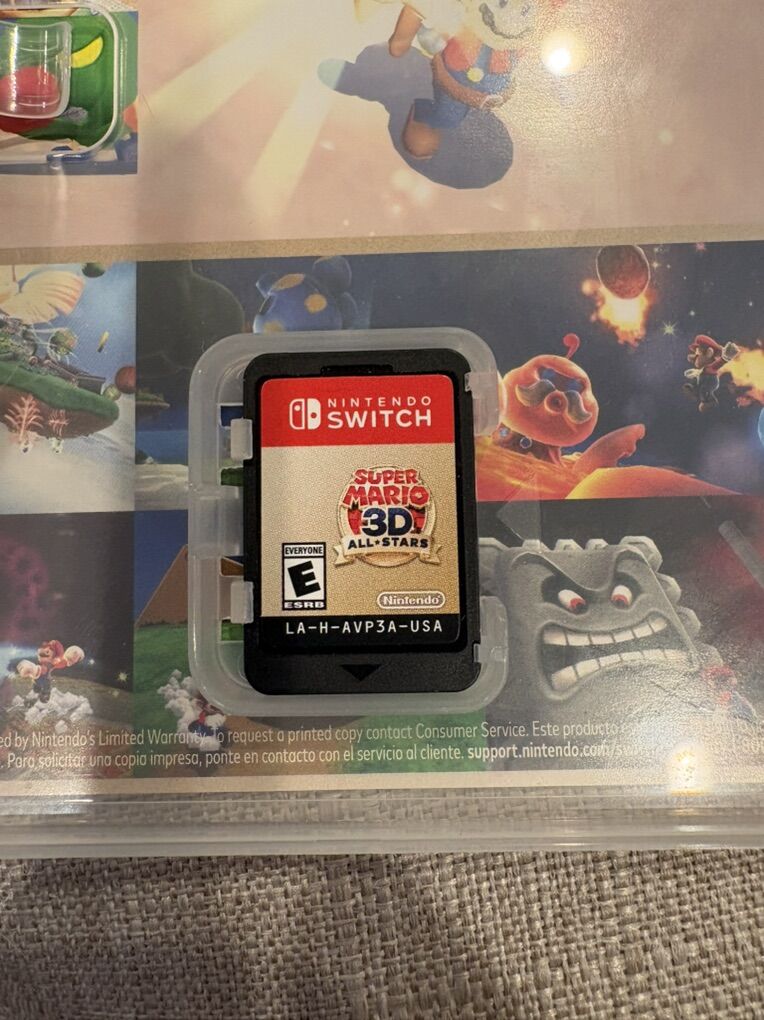 NINTENDO
SWITCH
SUPER
MARIO
3D
ALL★STARS
EVERYONE
E
ESRB
Nintendo
LA-H-AVP3A-USA
ed by Nintendo's Limited Warranty. To request a printed copy contact Consumer Service. Este producto
Para solicitar una copia impresa, ponte en contacto con el servicio al cliente. support.nintendo.com/sw